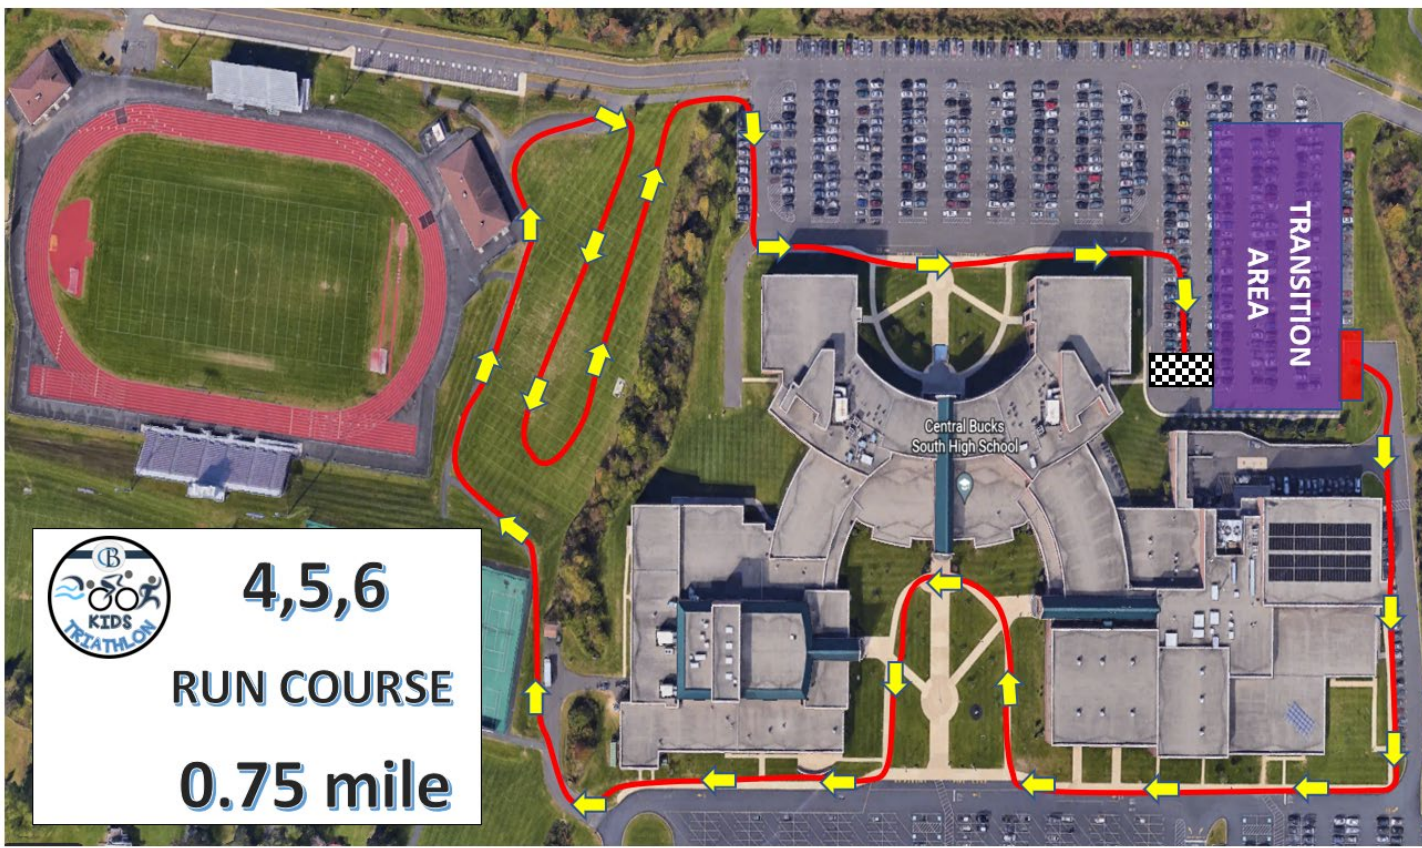 TRANSITION
AREA
Central Bucks
South High School
CB
KIDS
TRIATHLON
4,5,6
RUN COURSE
0.75 mile